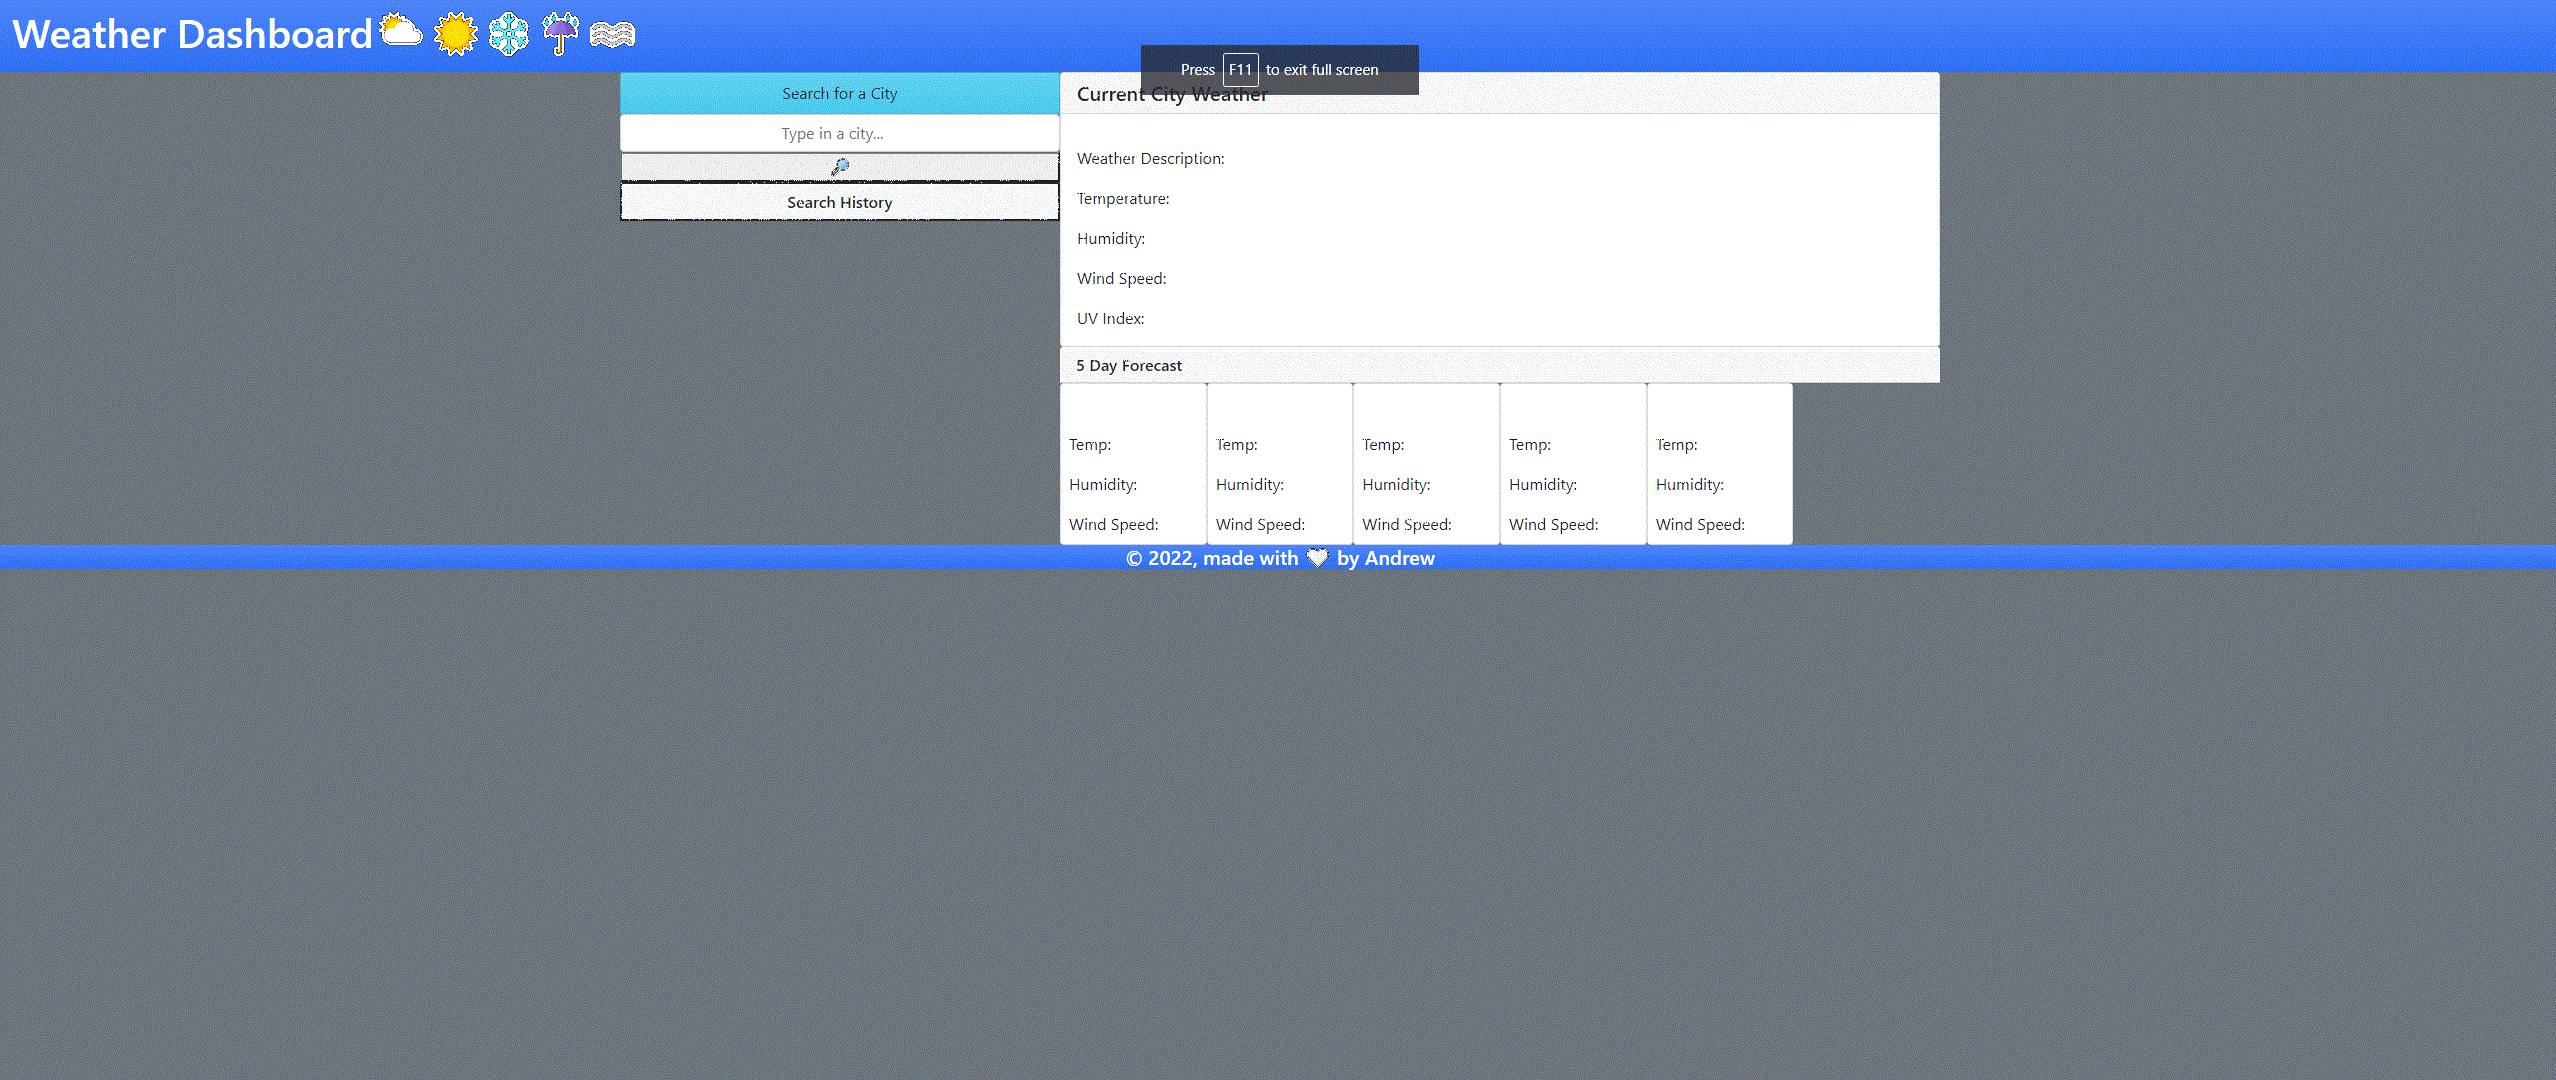 Weather Dashboard
Press F11 to exit full screen
Search for a City
Type in a city...
Search History
Current City Weather
Weather Description:
Temperature:
Humidity:
Wind Speed:
UV Index:
5 Day Forecast
Temp:
Humidity:
Wind Speed:
Temp:
Humidity:
Wind Speed:
Temp:
Humidity:
Wind Speed:
Temp:
Humidity:
Wind Speed:
Temp:
Humidity:
Wind Speed:
© 2022, made with 🤍 by Andrew